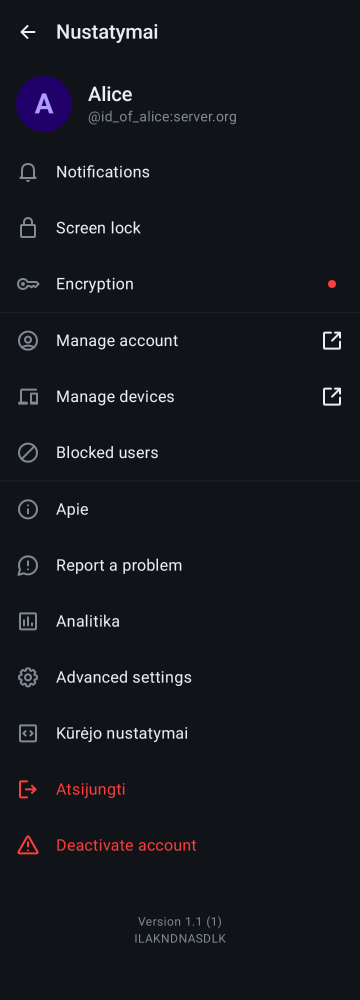 Nustatymai
A
Alice
@id_of_alice:server.org
Notifications
Screen lock
Encryption
Manage account
Manage devices
Blocked users
Apie
Report a problem
Analitika
Advanced settings
Kūrėjo nustatymai
Atsijungti
Deactivate account
Version 1.1 (1)
ILAKNDNASDLK